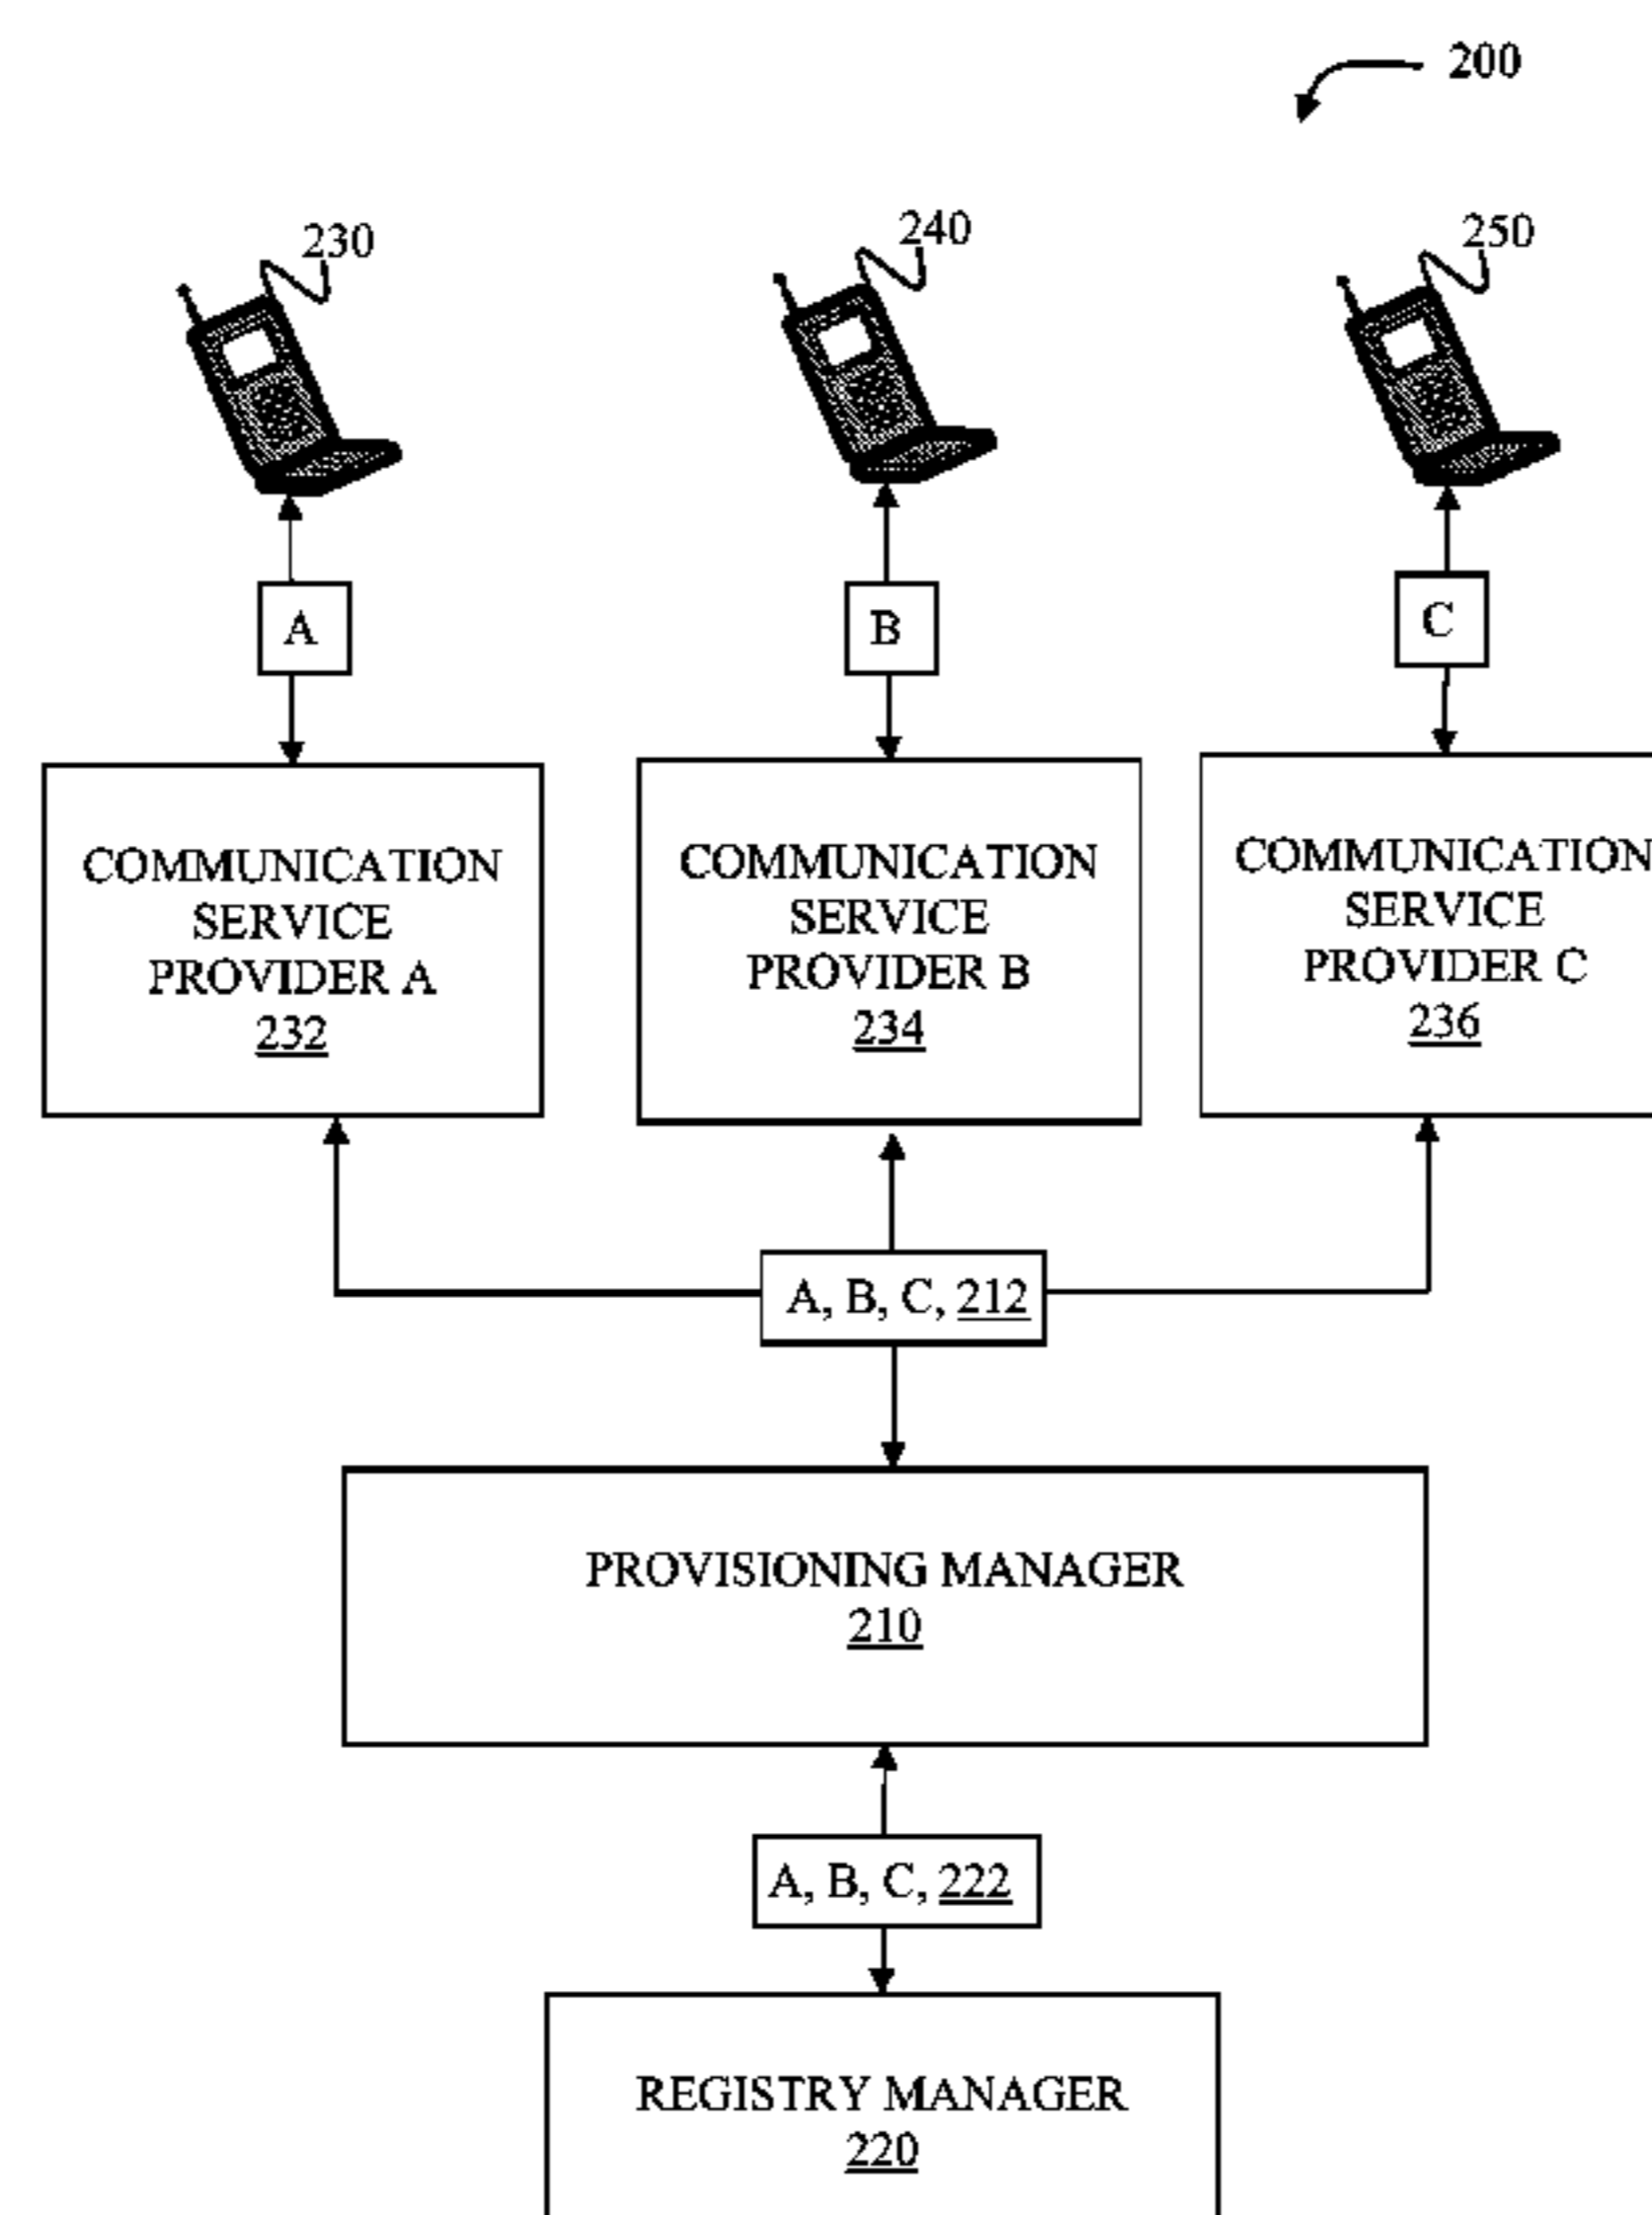 200
230
240
250
A
B
C
COMMUNICATION
SERVICE
PROVIDER A
232
COMMUNICATION
SERVICE
PROVIDER B
234
COMMUNICATION
SERVICE
PROVIDER C
236
A, B, C, 212
PROVISIONING MANAGER
210
A, B, C, 222
REGISTRY MANAGER
220